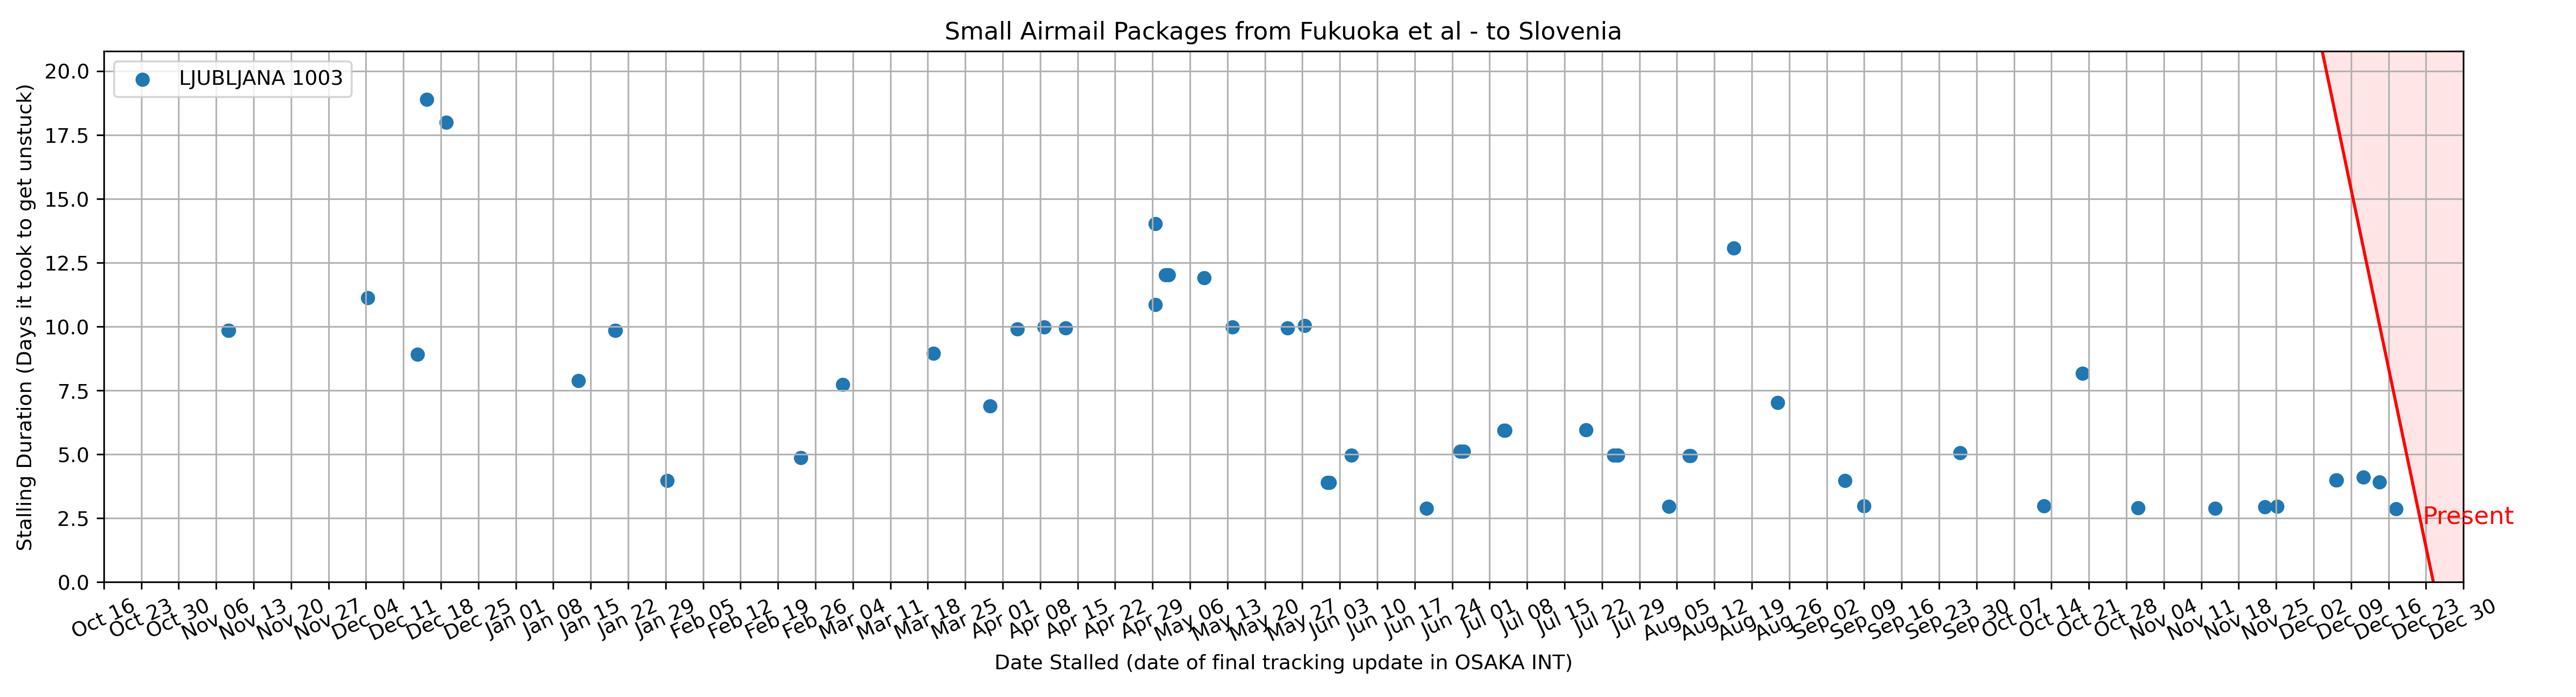 Small Airmail Packages from Fukuoka et al - to Slovenia
LJUBLJANA 1003
Stalling Duration (Days it took to get unstuck)
20.0
17.5
15.0
12.5
10.0
7.5
5.0
2.5
0.0
Present
Oct 16 Oct 23 Oct 30 Nov 06 Nov 13 Nov 20 Nov 27 Dec 04 Dec 11 Dec 18 Dec 25 Jan 01 Jan 08 Jan 15 Jan 22 Jan 29 Feb 05 Feb 12 Feb 19 Feb 26 Mar 04 Mar 11 Mar 18 Mar 25 Apr 01 Apr 08 Apr 15 Apr 22 Apr 29 May 06 May 13 May 20 May 27 Jun 03 Jun 10 Jun 17 Jun 24 Jul 01 Jul 08 Jul 15 Jul 22 Jul 29 Aug 05 Aug 12 Aug 19 Aug 26 Sep 02 Sep 09 Sep 16 Sep 23 Sep 30 Oct 07 Oct 14 Oct 21 Oct 28 Nov 04 Nov 11 Nov 18 Nov 25 Dec 02 Dec 09 Dec 16 Dec 23 Dec 30
Date Stalled (date of final tracking update in OSAKA INT)